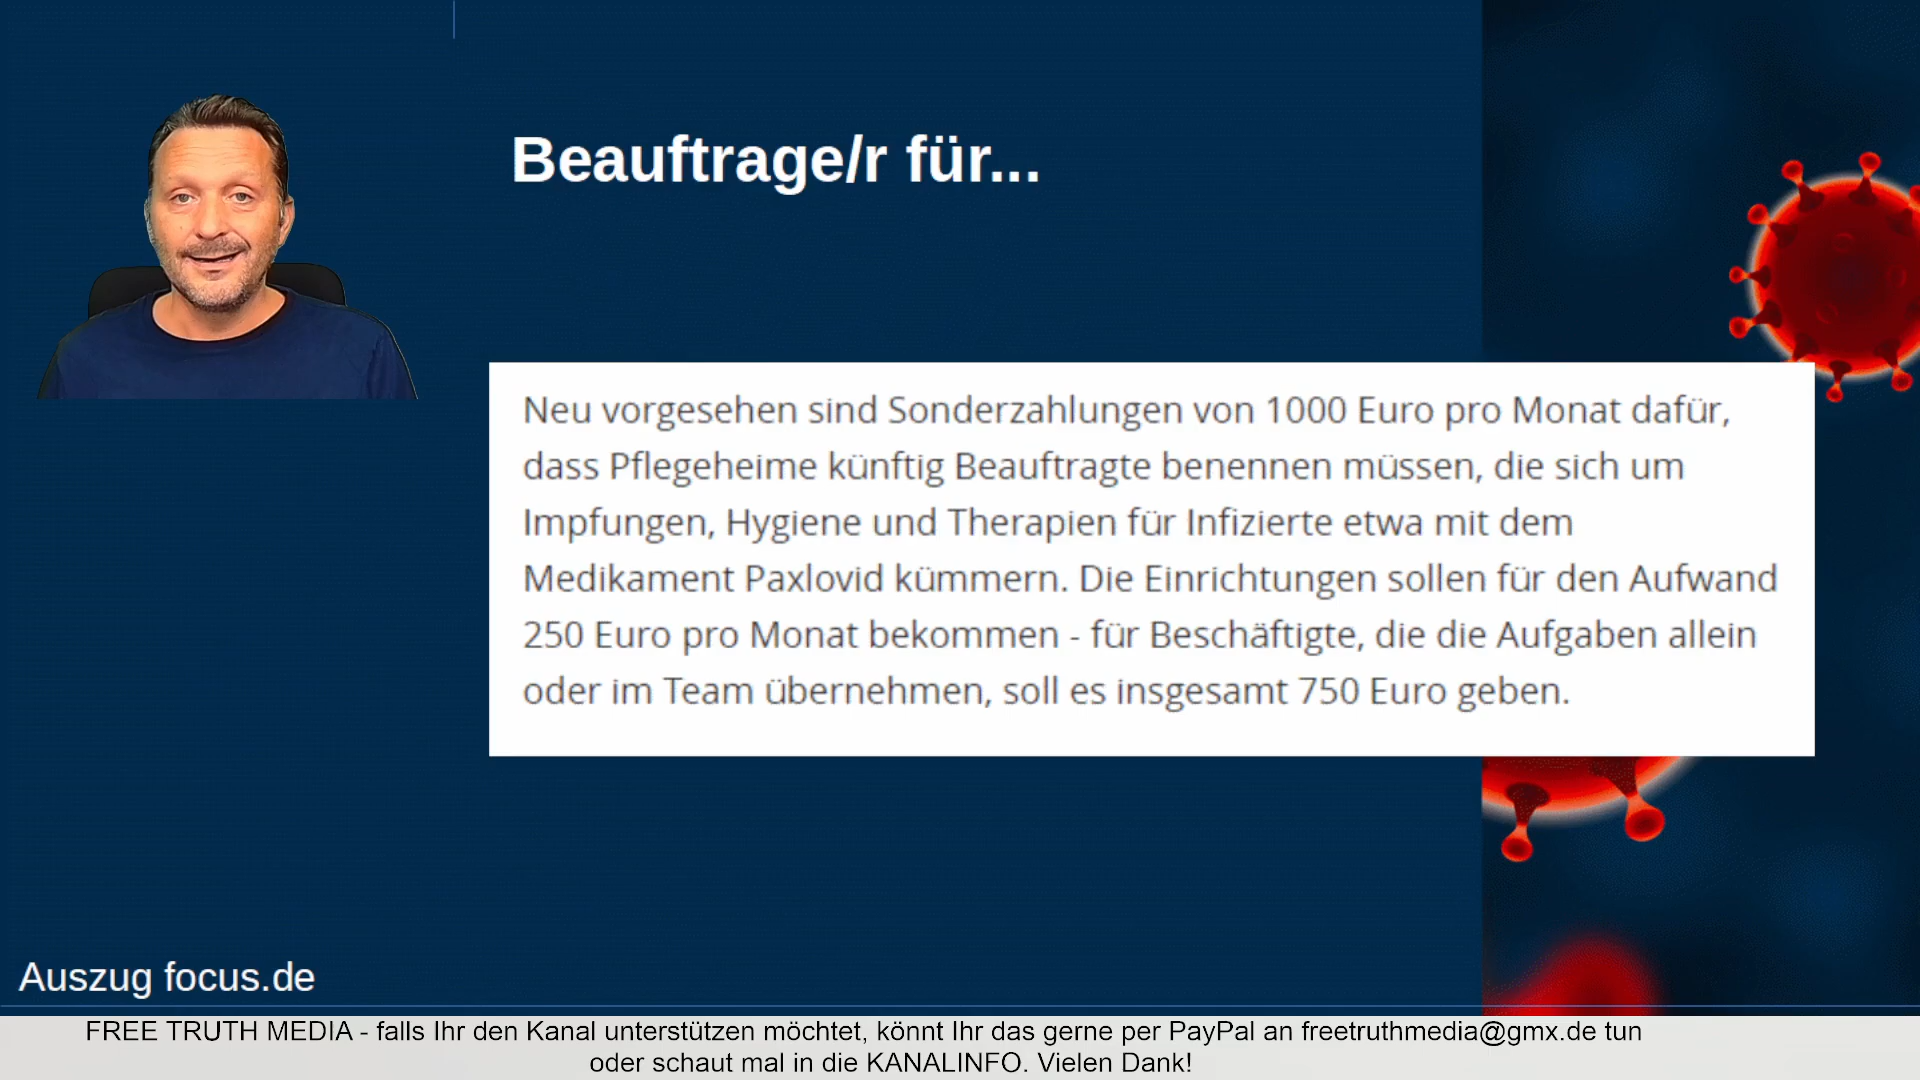 Beauftrage/r für...
Neu vorgesehen sind Sonderzahlungen von 1000 Euro pro Monat dafür,
dass Pflegeheime künftig Beauftragte benennen müssen, die sich um
Impfungen, Hygiene und Therapien für Infizierte etwa mit dem
Medikament Paxlovid kümmern. Die Einrichtungen sollen für den Aufwand
250 Euro pro Monat bekommen - für Beschäftigte, die die Aufgaben allein
oder im Team übernehmen, soll es insgesamt 750 Euro geben.
Auszug focus.de
FREE TRUTH MEDIA - falls Ihr den Kanal unterstützen möchtet, könnt Ihr das gerne per PayPal an freetruthmedia@gmx.de tun
oder schaut mal in die KANALINFO. Vielen Dank!